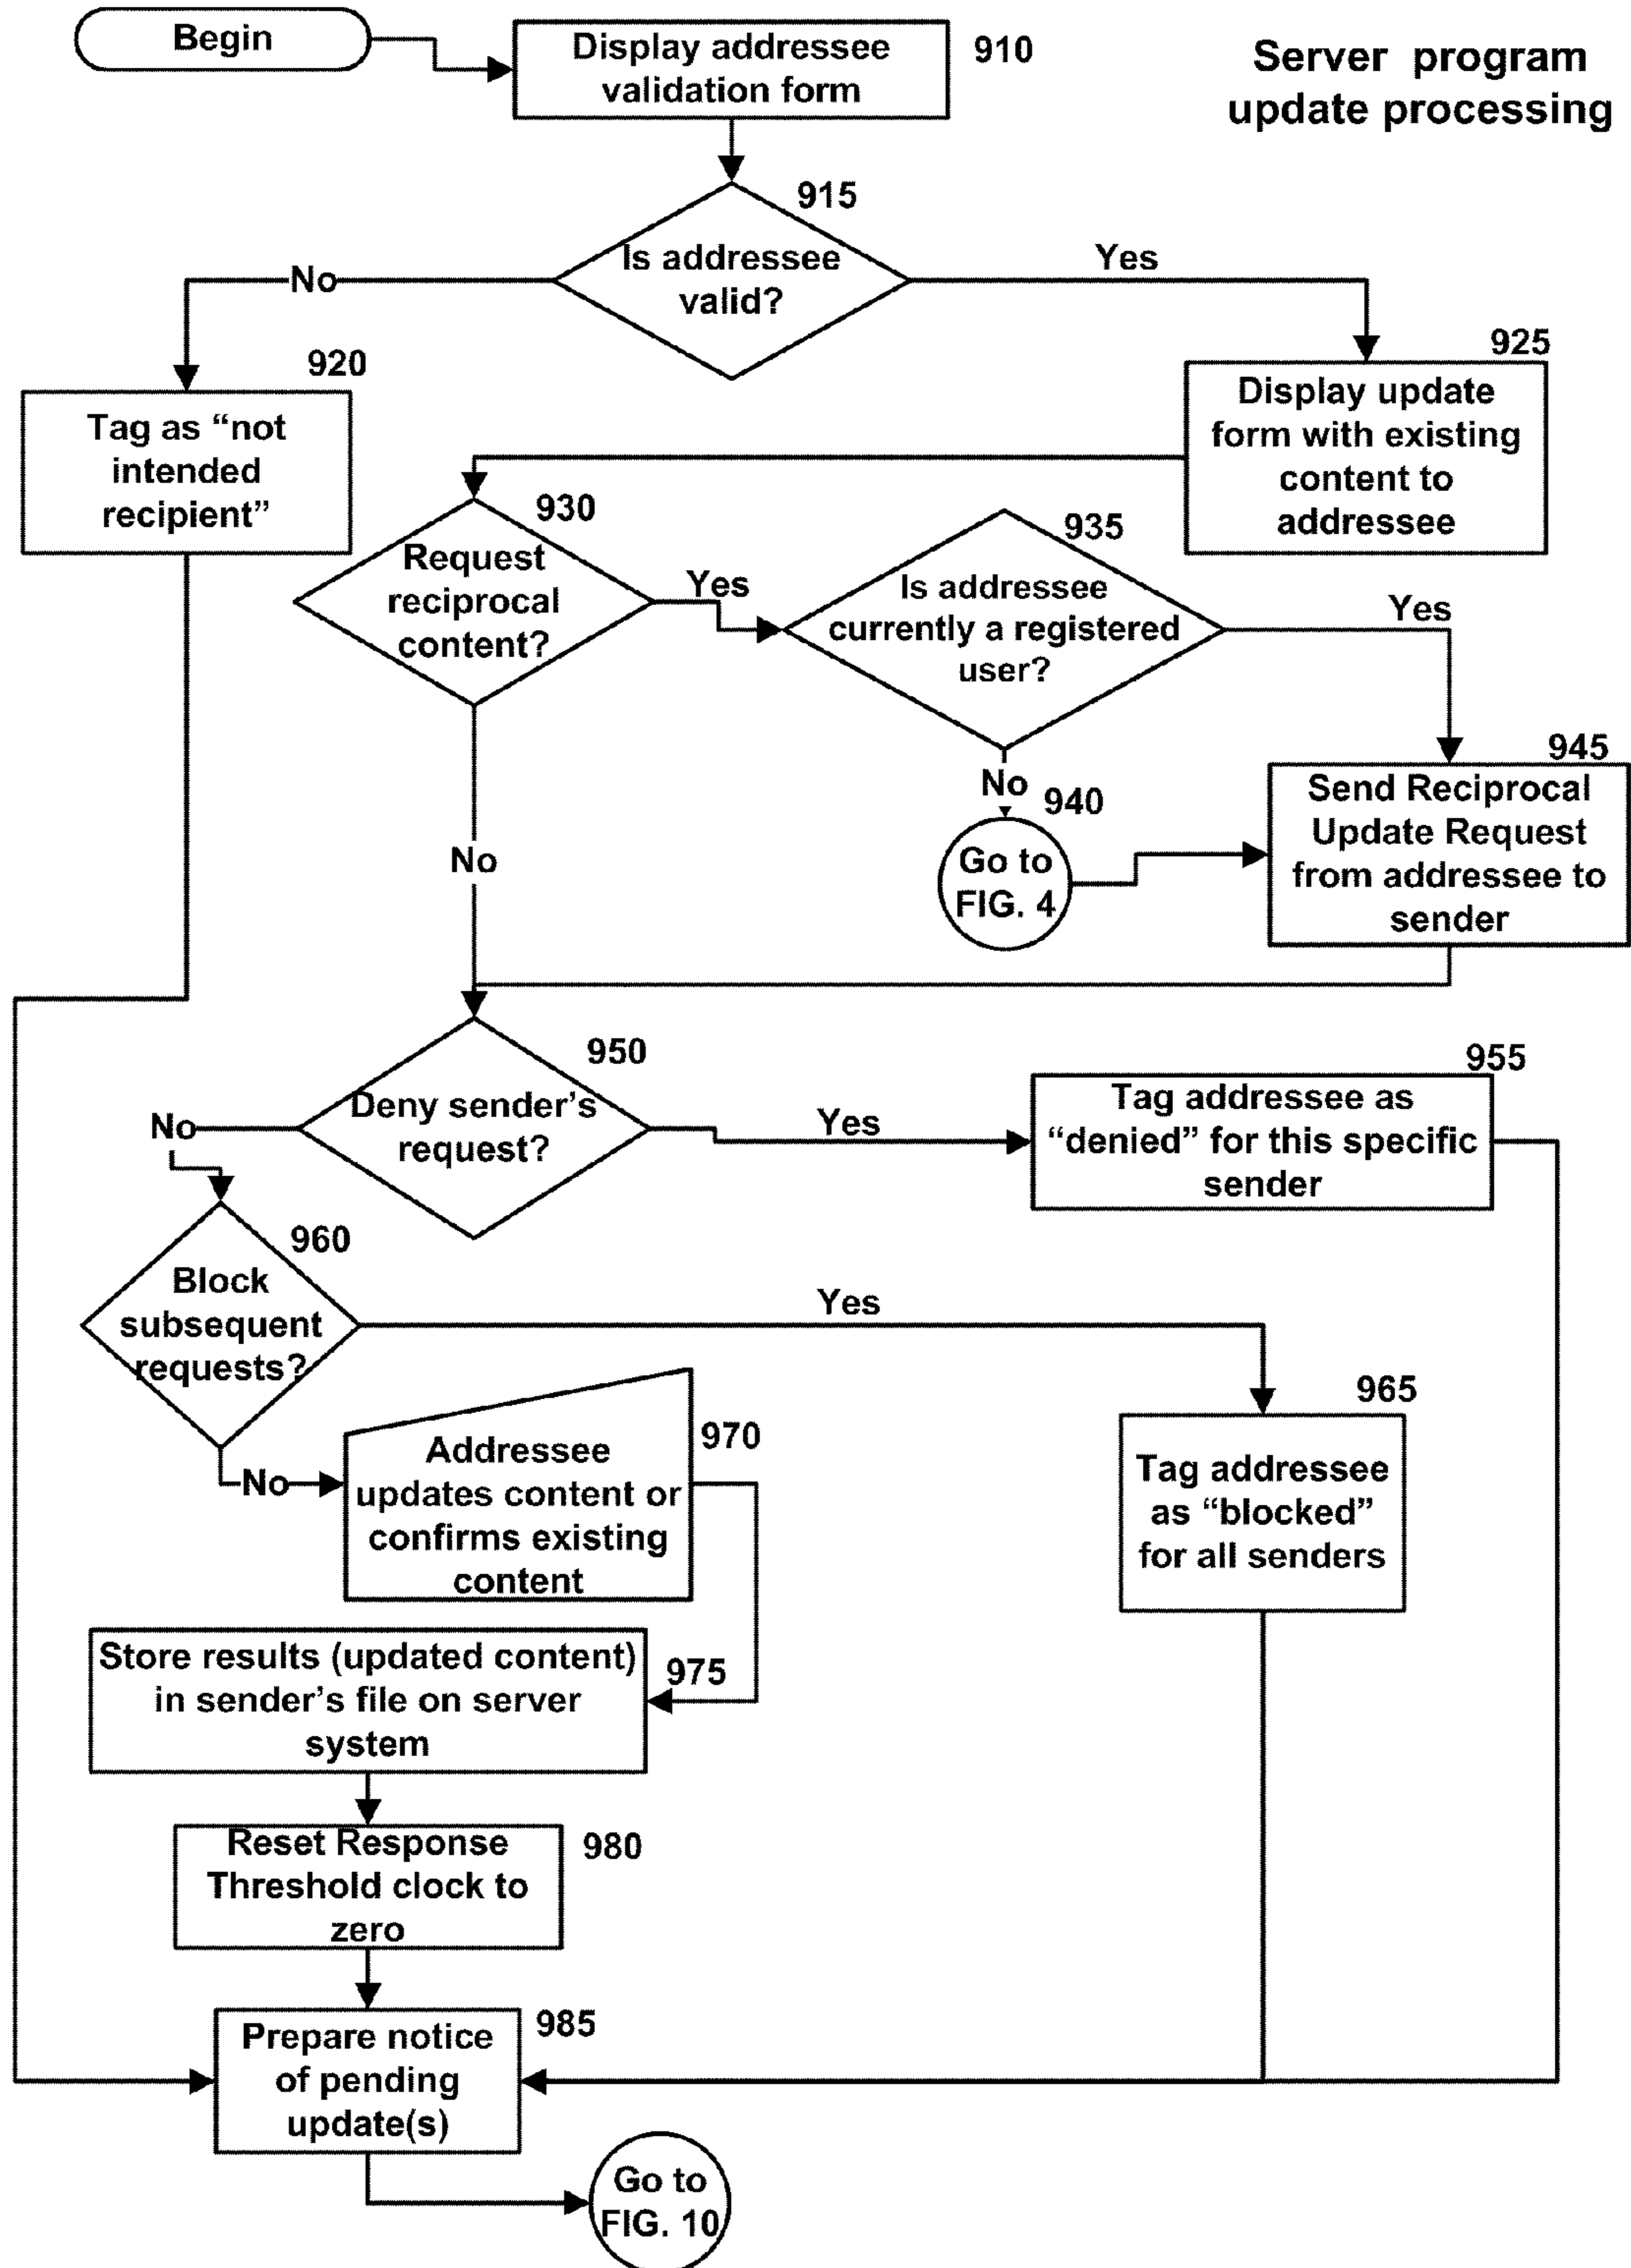 Begin
Display addressee
validation form
910
Server program
update processing
915
Is addressee
valid?
No
Yes
920
Tag as “not
intended
recipient”
925
Display update
form with existing
content to
addressee
930
Request
reciprocal
content?
Yes
935
Is addressee
currently a registered
user?
Yes
No
940
Go to
FIG. 4
945
Send Reciprocal
Update Request
from addressee to
sender
No
950
Deny sender’s
request?
No
Yes
955
Tag addressee as
“denied” for this specific
sender
960
Block
subsequent
requests?
Yes
965
Tag addressee
as “blocked”
for all senders
No
970
Addressee
updates content or
confirms existing
content
975
Store results (updated content)
in sender’s file on server
system
980
Reset Response
Threshold clock to
zero
985
Prepare notice
of pending
update(s)
Go to
FIG. 10